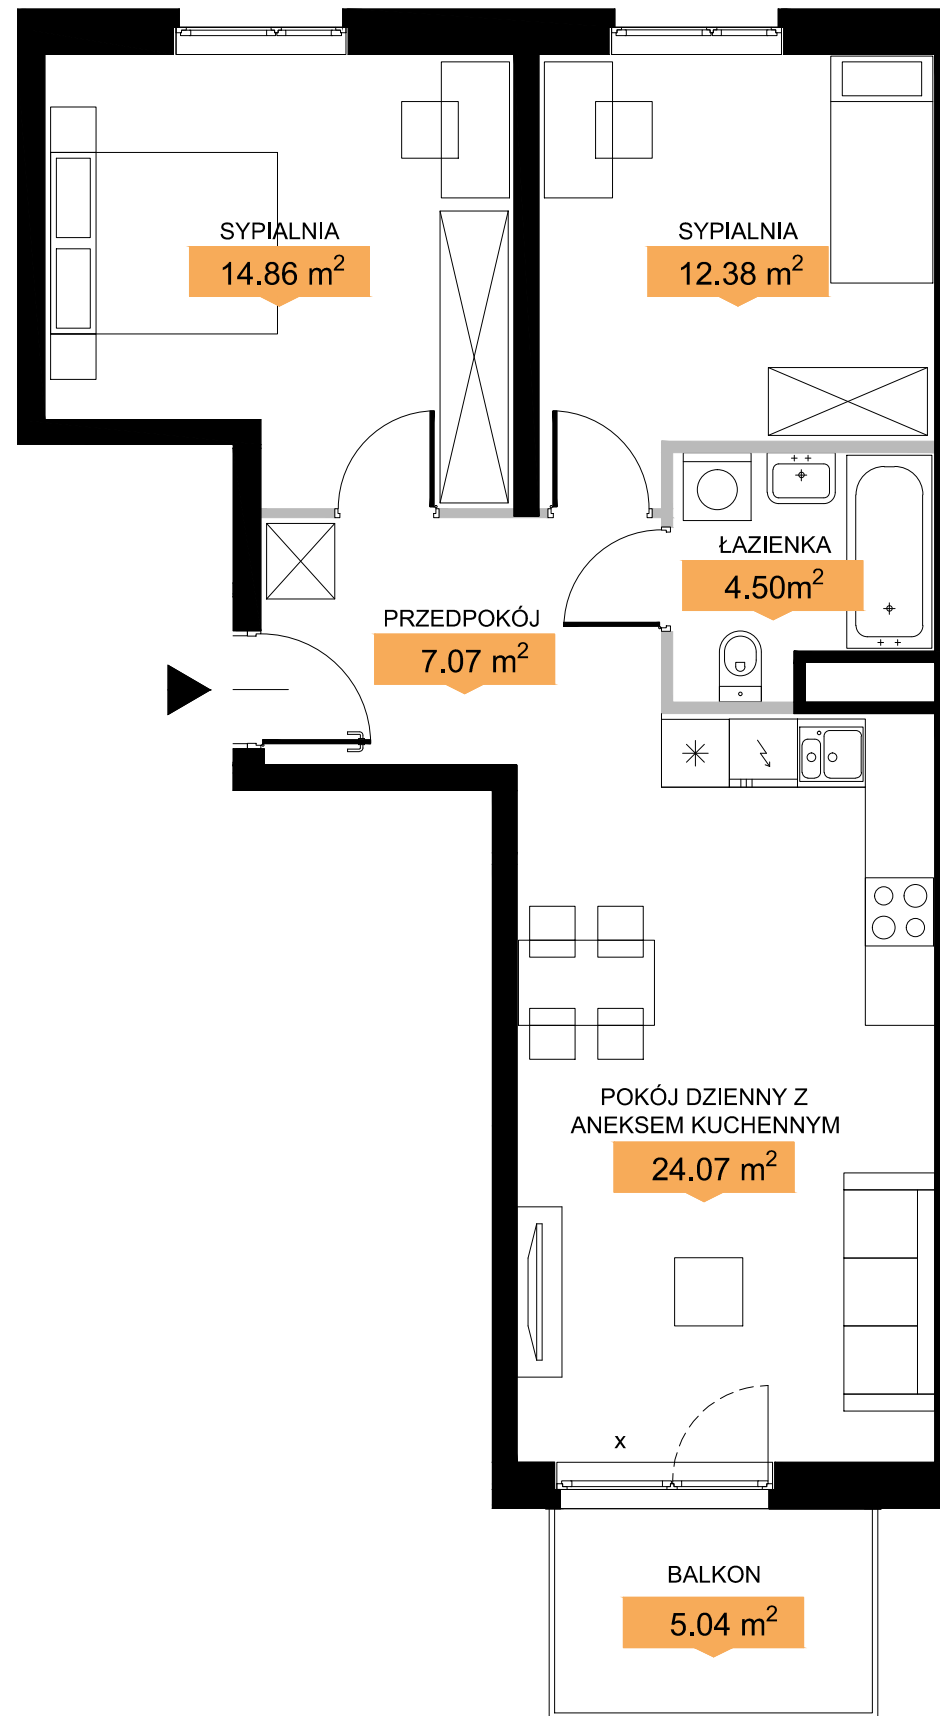 SYPIALNIA
14.86 m²
SYPIALNIA
12.38 m²
ŁAZIENKA
4.50m²
PRZEDPOKÓJ
7.07 m²
POKÓJ DZIENNY Z
ANEKSEM KUCHENNYM
24.07 m²
x
BALKON
5.04 m²